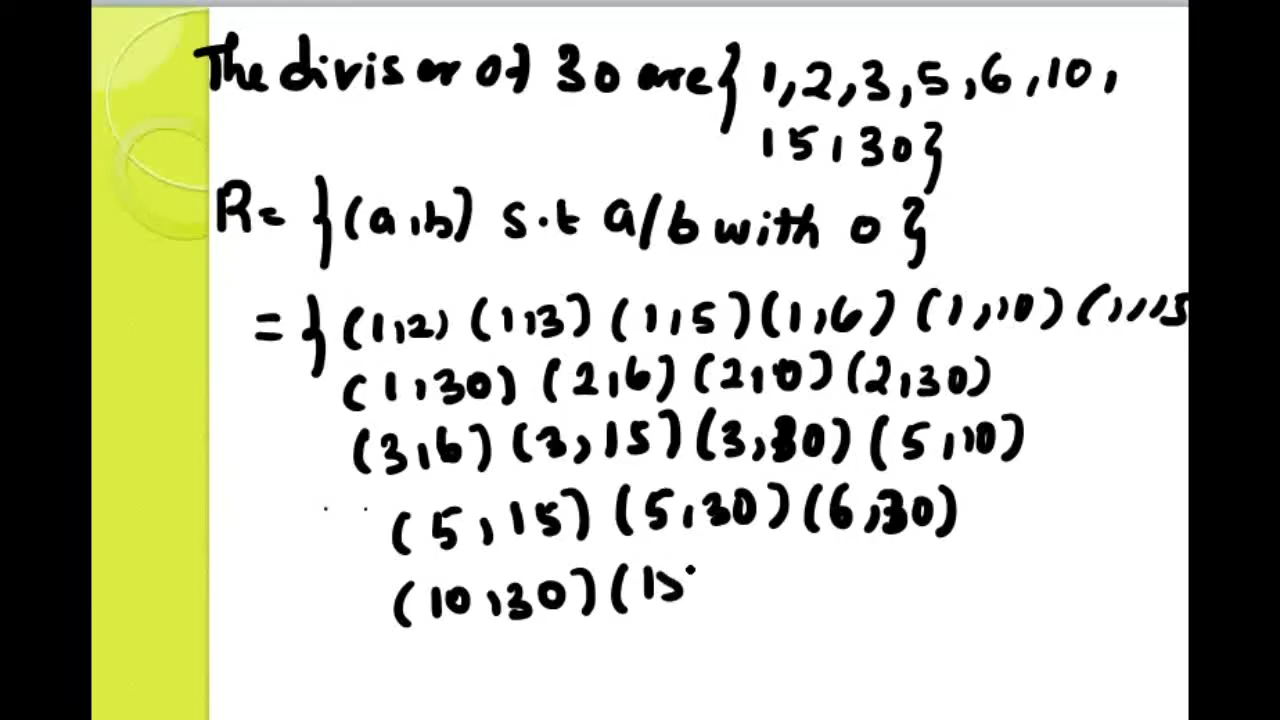 The divisor of 30 are { 1,2,3,5,6,10,
15,30}
R= {(a,b) s.t a/b with 0}
= { (1,2) (1,3) (1,5) (1,6) (1,10) (1,15
(1,30) (2,6) (2,10) (2,30)
(3,6) (3,15) (3,30) (5,10)
(5,15) (5,30) (6,30)
(10,30) (15